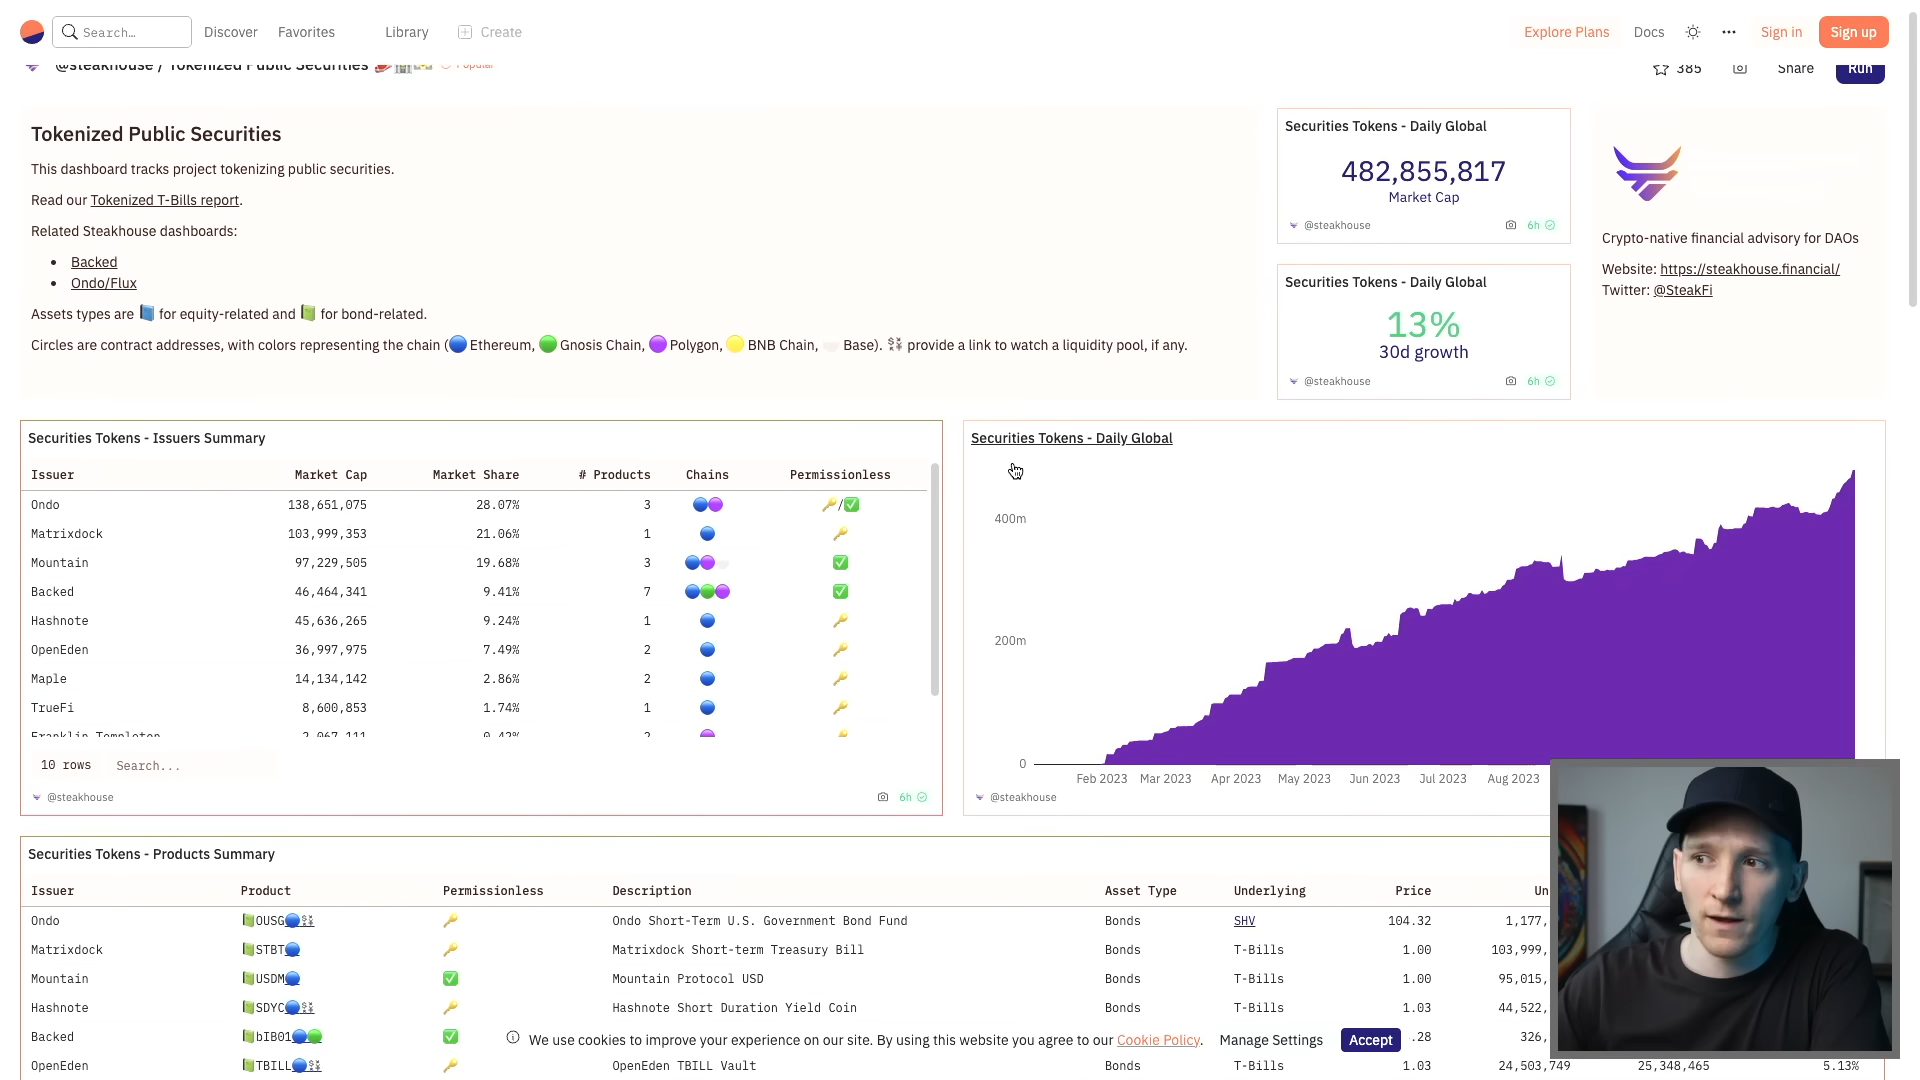 Search...
Discover
Favorites
Library
Create
Explore Plans
Docs
Sign in
Sign up
@steakhouse / Tokenized Public Securities
Popular
385
Share
Run
Tokenized Public Securities
This dashboard tracks project tokenizing public securities.
Read our Tokenized T-Bills report.
Related Steakhouse dashboards:
Backed
Ondo/Flux
Assets types are 📘 for equity-related and 📗 for bond-related.
Circles are contract addresses, with colors representing the chain (🔵 Ethereum, 🟢 Gnosis Chain, 🟣 Polygon, 🟡 BNB Chain, Base). 💱 provide a link to watch a liquidity pool, if any.
Securities Tokens - Daily Global
482,855,817
Market Cap
@steakhouse
6h
Securities Tokens - Daily Global
13%
30d growth
@steakhouse
6h
Crypto-native financial advisory for DAOs
Website: https://steakhouse.financial/
Twitter: @SteakFi
Securities Tokens - Issuers Summary
Issuer Market Cap Market Share # Products Chains Permissionless
Ondo 138,651,075 28.07% 3 🔵🟣 🔑/✅
Matrixdock 103,999,353 21.06% 1 🔵 🔑
Mountain 97,229,505 19.68% 3 🔵🟣 ✅
Backed 46,464,341 9.41% 7 🔵🟢🟣 ✅
Hashnote 45,636,265 9.24% 1 🔵 🔑
OpenEden 36,997,975 7.49% 2 🔵 🔑
Maple 14,134,142 2.86% 2 🔵 🔑
TrueFi 8,600,853 1.74% 1 🔵 🔑
Franklin Templeton 2,067,111 0.42% 2 🟣 🔑
10 rows Search...
@steakhouse
6h
Securities Tokens - Daily Global
400m
200m
0
Feb 2023 Mar 2023 Apr 2023 May 2023 Jun 2023 Jul 2023 Aug 2023
@steakhouse
Securities Tokens - Products Summary
Issuer Product Permissionless Description Asset Type Underlying Price
Ondo 📗OUSG🔵💱 🔑 Ondo Short-Term U.S. Government Bond Fund Bonds SHV 104.32 1,177,
Matrixdock 📗STBT🔵 🔑 Matrixdock Short-term Treasury Bill Bonds T-Bills 1.00 103,999,
Mountain 📗USDM🔵 ✅ Mountain Protocol USD Bonds T-Bills 1.00 95,015,
Hashnote 📗SDYC🔵💱 🔑 Hashnote Short Duration Yield Coin Bonds T-Bills 1.03 44,522,
Backed 📗bIB01🔵🟢 ✅ .28 326,
We use cookies to improve your experience on our site. By using this website you agree to our Cookie Policy. Manage Settings Accept
OpenEden 📗TBILL🔵💱 🔑 OpenEden TBILL Vault Bonds T-Bills 1.03 24,503,749 25,348,465 5.13%